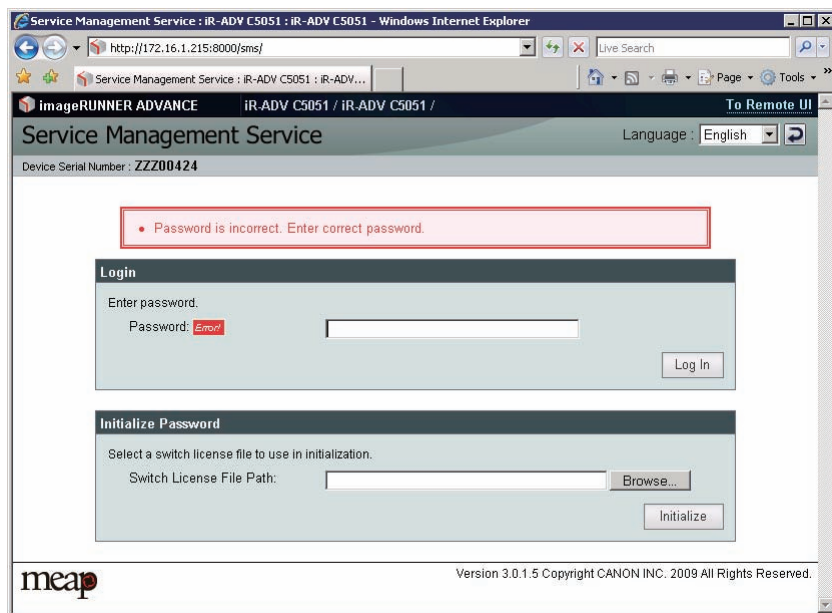 Service Management Service : iR-ADV C5051 : iR-ADV C5051 - Windows Internet Explorer
http://172.16.1.215:8000/sms/
Live Search
Service Management Service : iR-ADV C5051 : iR-ADV...
Page
Tools
imageRUNNER ADVANCE iR-ADV C5051 / iR-ADV C5051 / To Remote UI
Service Management Service Language : English
Device Serial Number : ZZZ00424
• Password is incorrect. Enter correct password.
Login
Enter password.
Password: Error!
Log In
Initialize Password
Select a switch license file to use in initialization.
Switch License File Path: Browse...
Initialize
meap Version 3.0.1.5 Copyright CANON INC. 2009 All Rights Reserved.